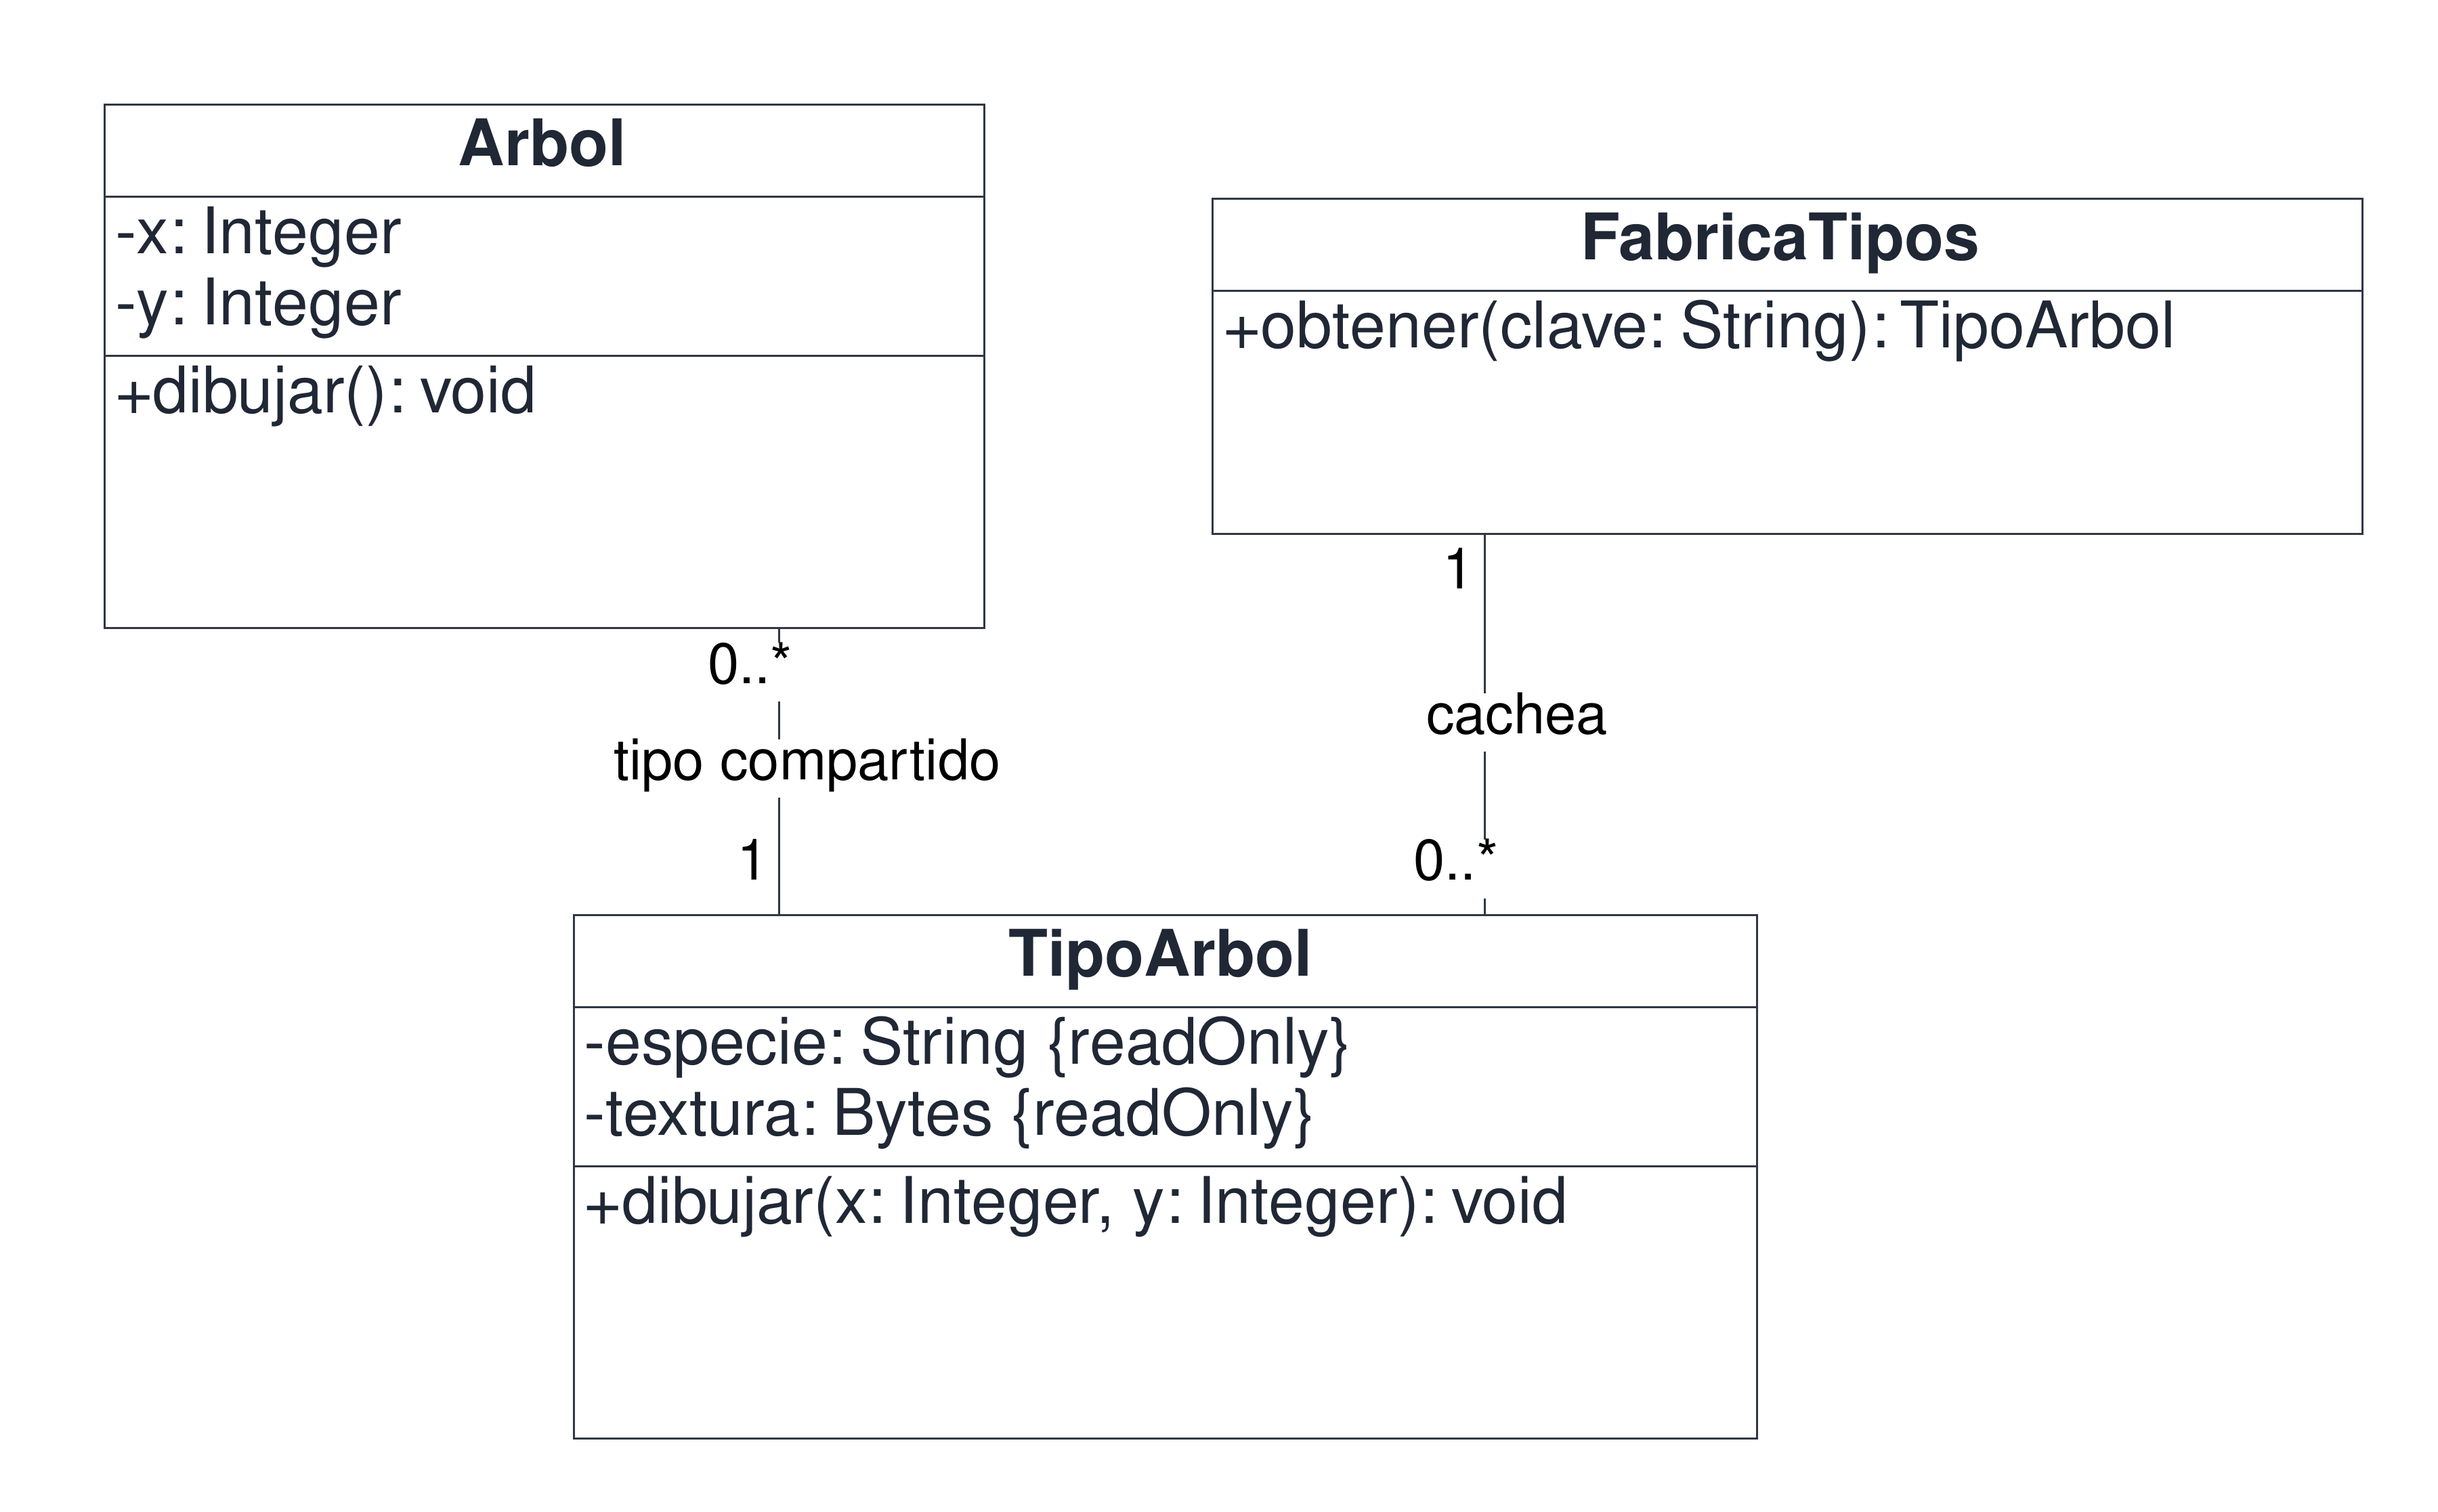 Arbol
-x: Integer
-y: Integer
+dibujar(): void
FabricaTipos
+obtener(clave: String): TipoArbol
0..*
tipo compartido
1
1
cachea
0..*
TipoArbol
-especie: String {readOnly}
-textura: Bytes {readOnly}
+dibujar(x: Integer, y: Integer): void